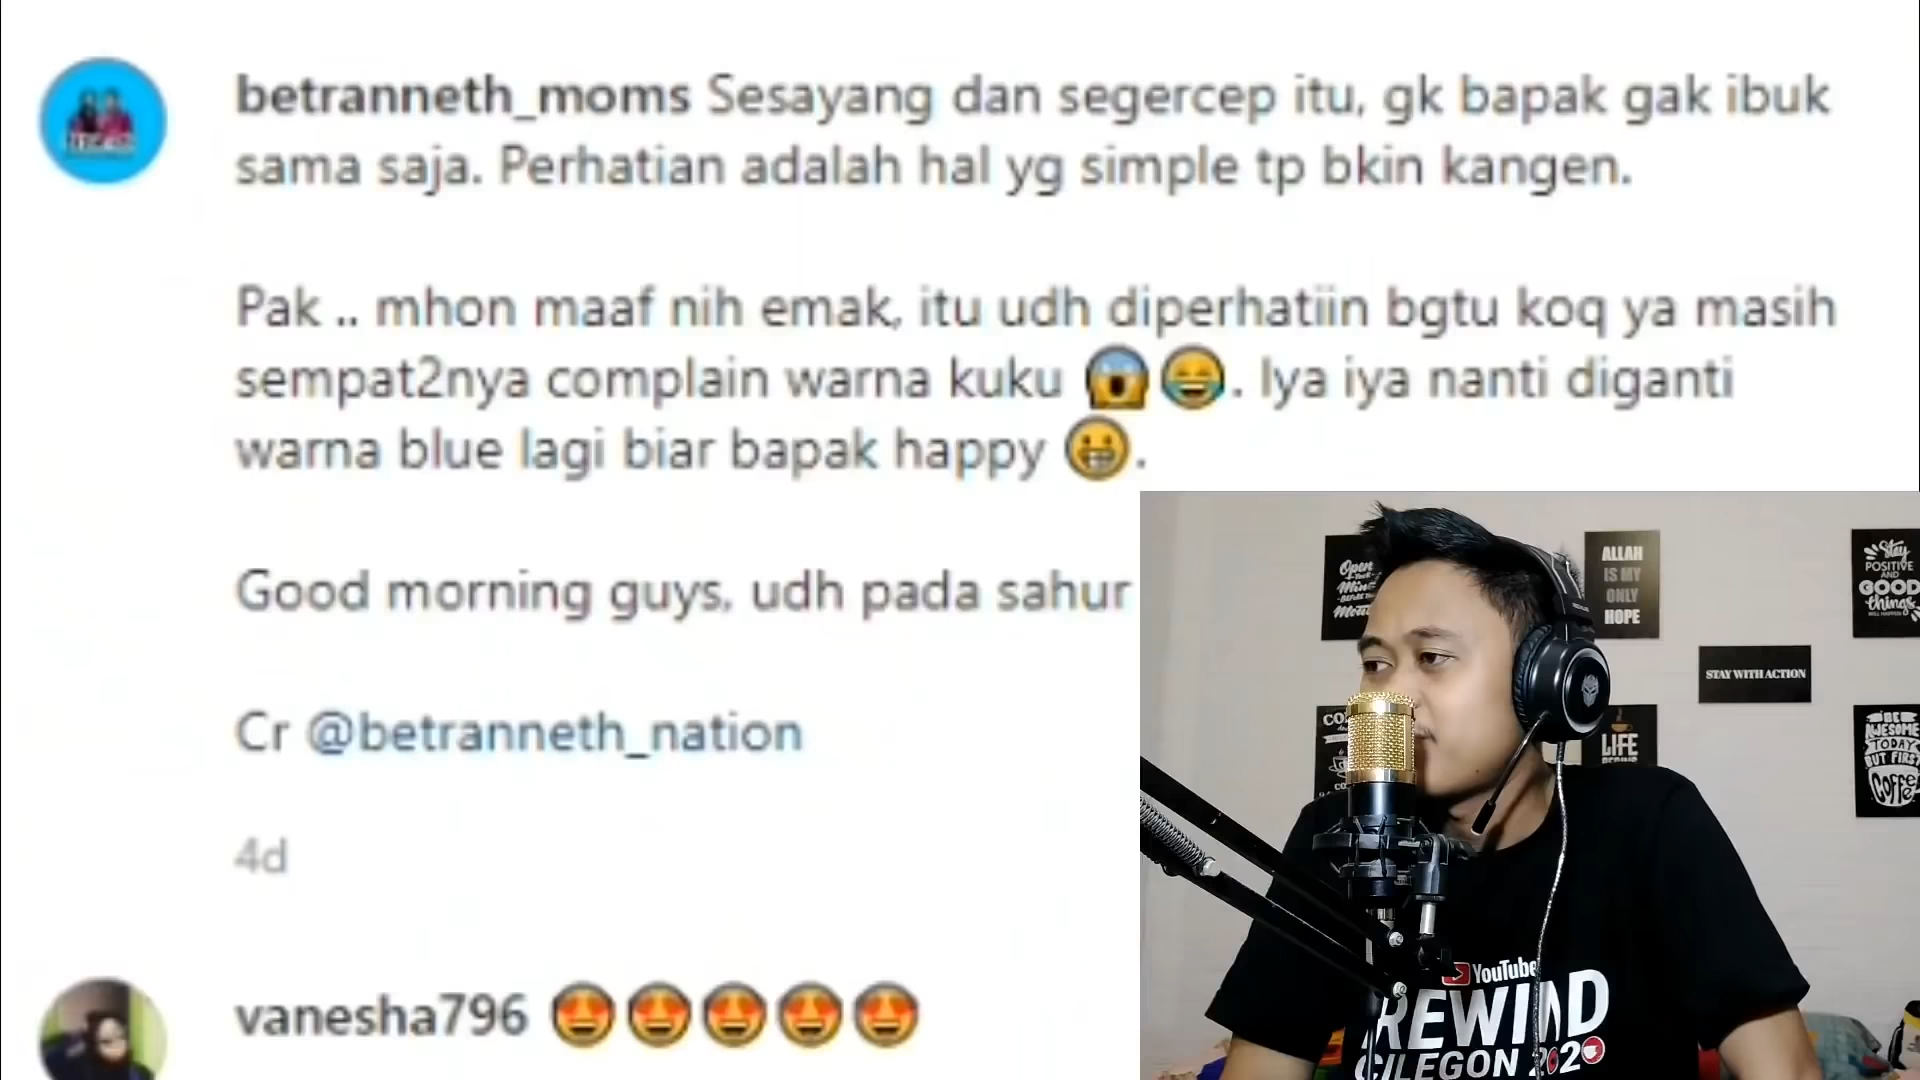 betranneth_moms Sesayang dan segercep itu, gk bapak gak ibuk
sama saja. Perhatian adalah hal yg simple tp bkin kangen.
Pak .. mhon maaf nih emak, itu udh diperhatiin bgtu koq ya masih
sempat2nya complain warna kuku 😱😂. Iya iya nanti diganti
warna blue lagi biar bapak happy 😀.
Good morning guys, udh pada sahur
Cr @betranneth_nation
4d
vanesha796 😍😍😍😍😍
Open
ALLAH
IS MY
ONLY
HOPE
Stay
POSITIVE
AND
GOOD
things
STAY WITH ACTION
LIFE
BE
AWESOME
TODAY
BUT FIRST
Coffee
YouTube
REWIND
CILEGON 2020